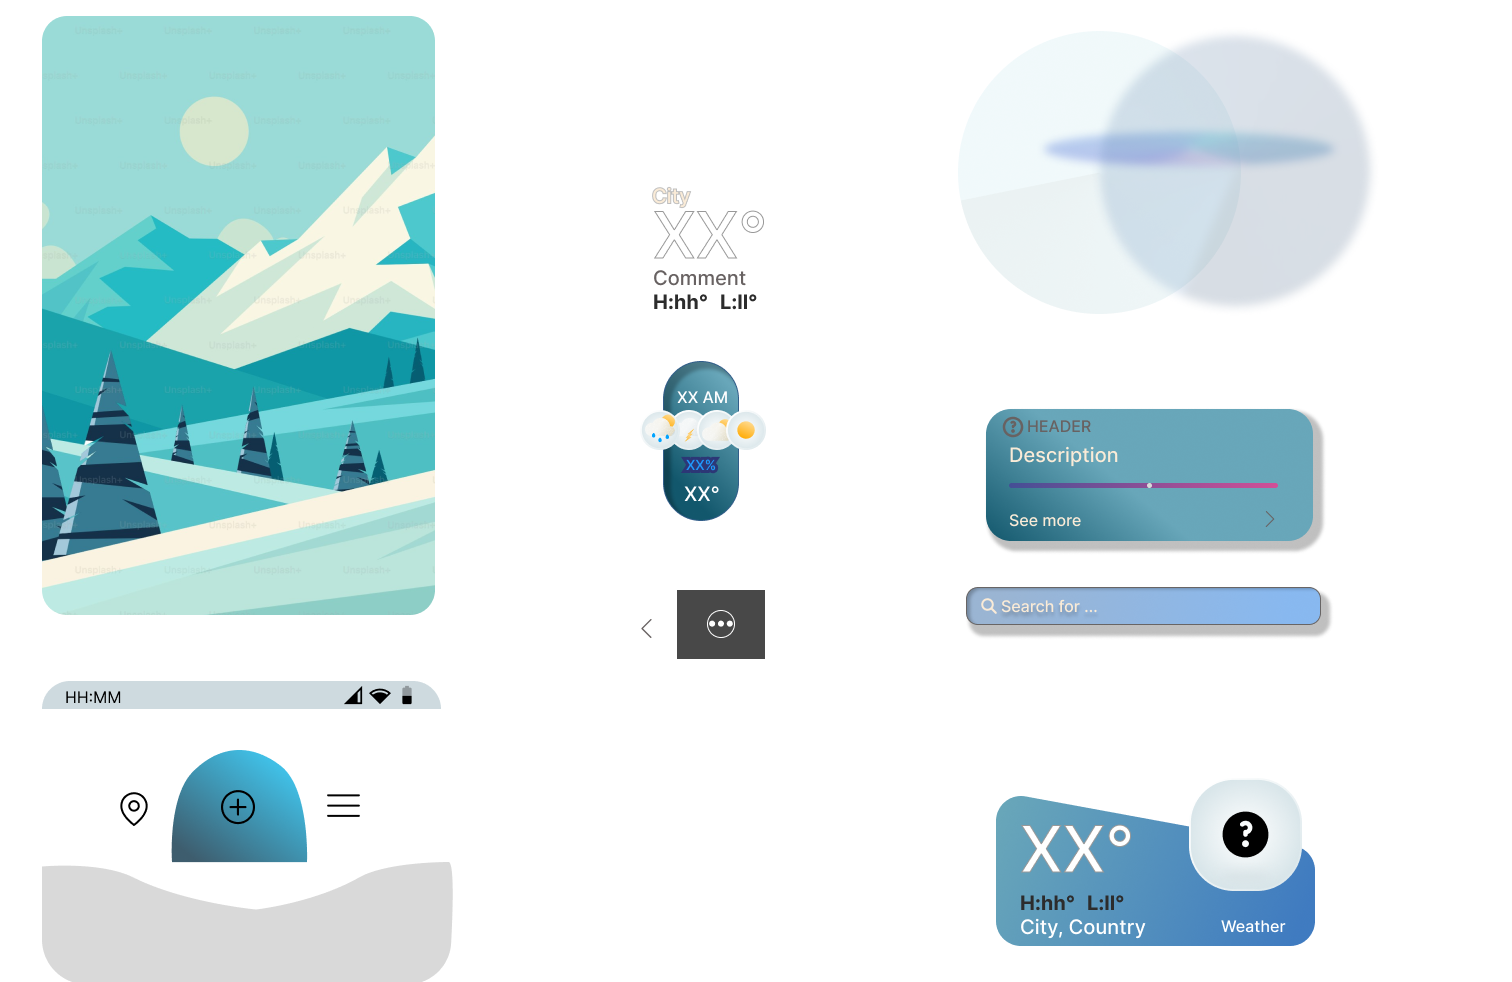 Unsplash+
City
XX°
Comment
H:hh° L:ll°
XX AM
XX%
XX°
HEADER
Description
See more
Search for ...
HH:MM
XX°
H:hh° L:ll°
City, Country
Weather